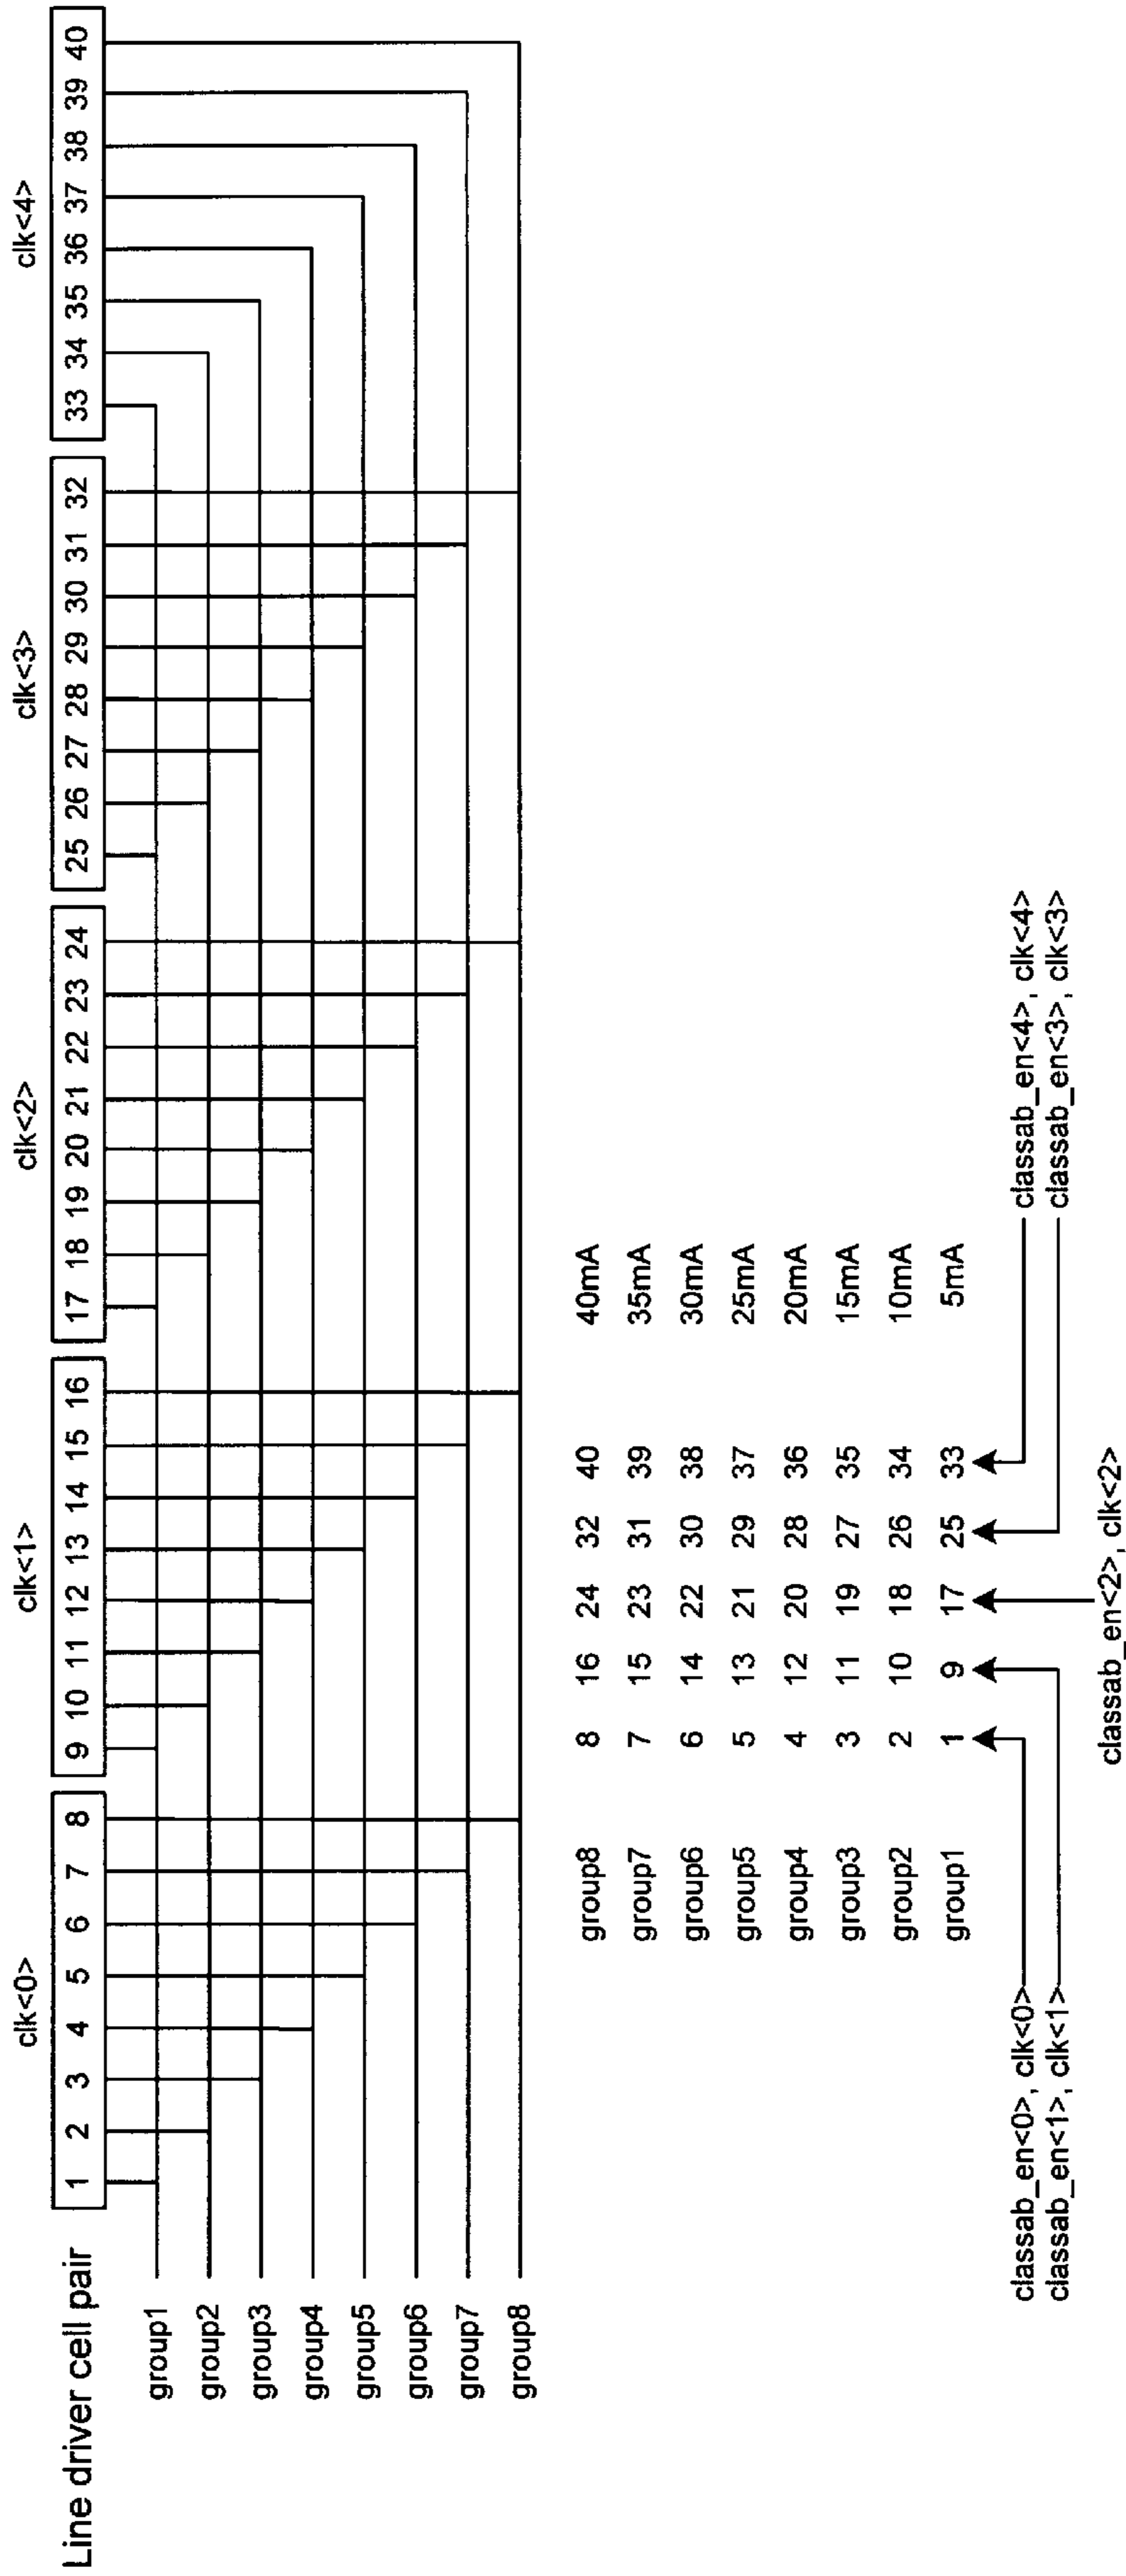 clk<0> clk<1> clk<2> clk<3> clk<4>
Line driver cell pair 1 2 3 4 5 6 7 8 9 10 11 12 13 14 15 16 17 18 19 20 21 22 23 24 25 26 27 28 29 30 31 32 33 34 35 36 37 38 39 40
group1
group2
group3
group4
group5
group6
group7
group8
group8 8 16 24 32 40 40mA
group7 7 15 23 31 39 35mA
group6 6 14 22 30 38 30mA
group5 5 13 21 29 37 25mA
group4 4 12 20 28 36 20mA
group3 3 11 19 27 35 15mA
group2 2 10 18 26 34 10mA
group1 1 9 17 25 33 5mA
classab_en<0>, clk<0> classab_en<4>, clk<4>
classab_en<1>, clk<1> classab_en<3>, clk<3>
classab_en<2>, clk<2>